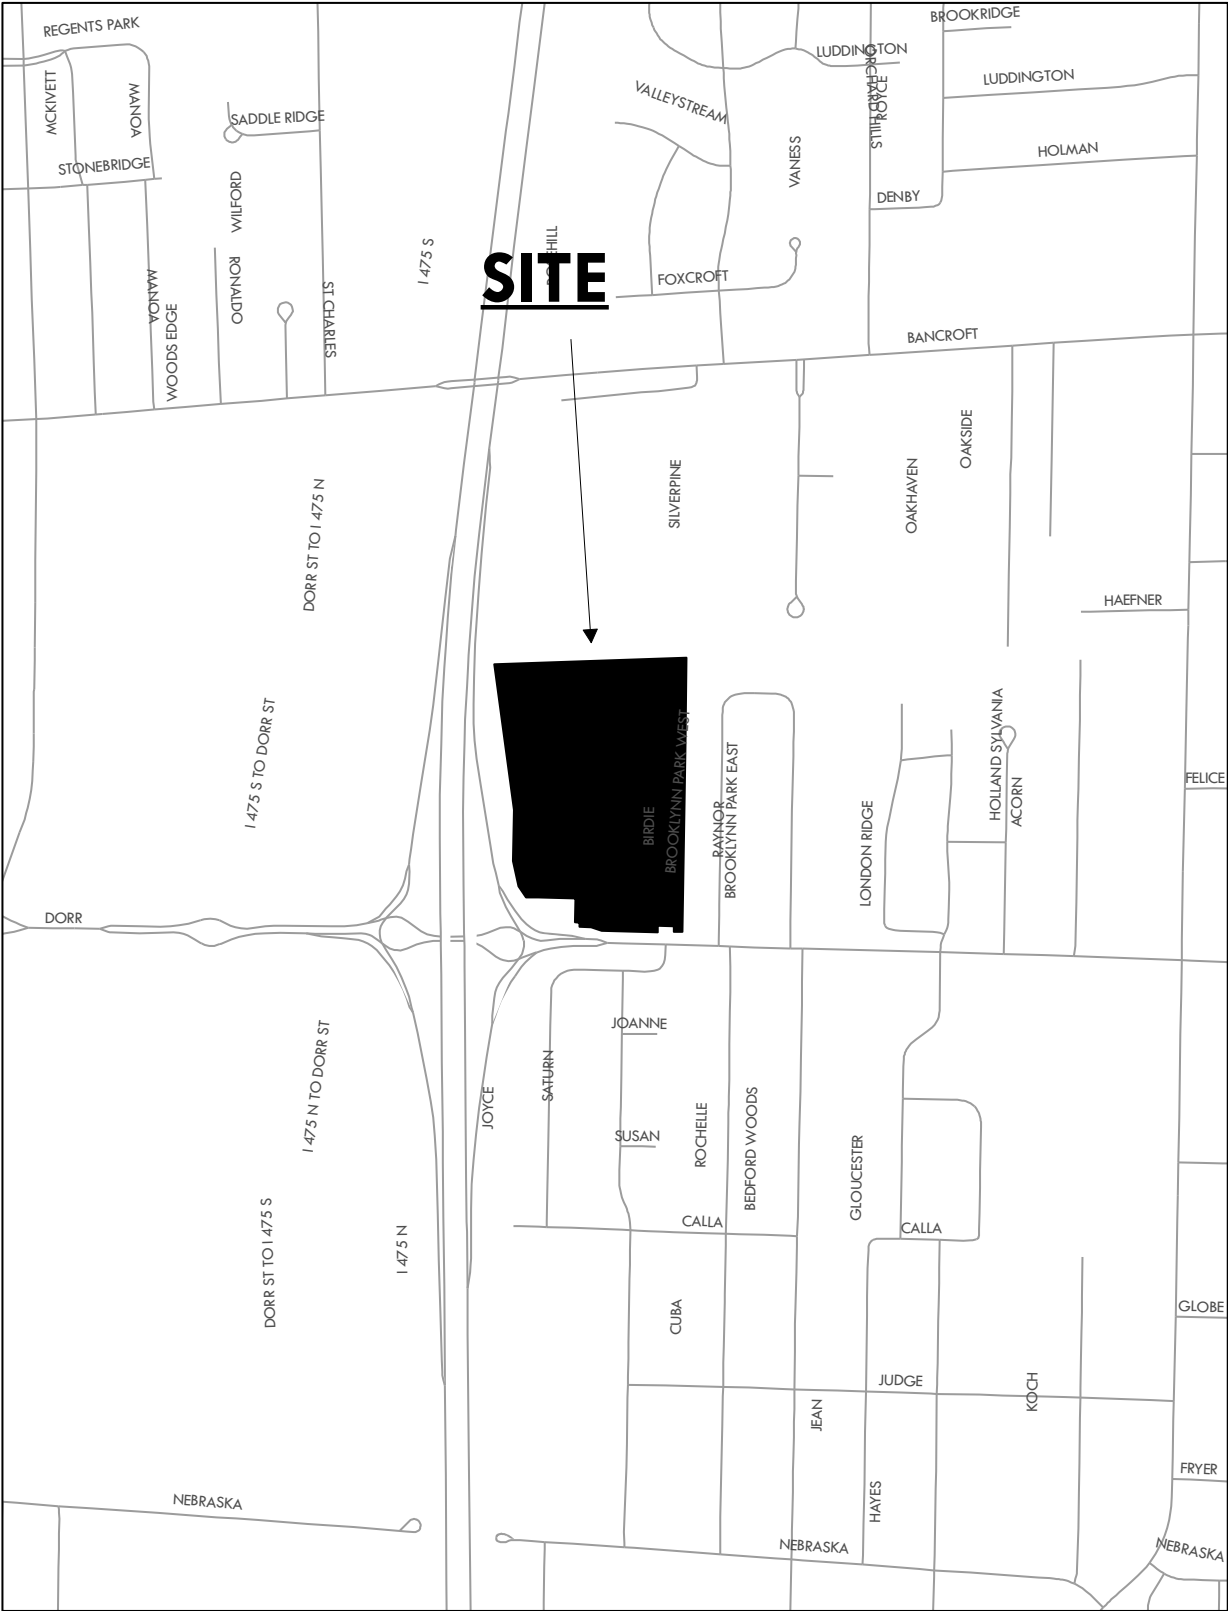 REGENTS PARK
BROOKRIDGE
LUDDINGTON
ORCHARD HILLS
ROYCE
LUDDINGTON
MCKIVETT
MANOA
VALLEYSTREAM
SADDLE RIDGE
HOLMAN
VANESS
STONEBRIDGE
WILFORD
DENBY
I 475 S
SITE
FOXCROFT
MANOA
RONALDO
ST CHARLES
WOODS EDGE
BANCROFT
OAKSIDE
SILVERPINE
OAKHAVEN
DORR ST TO I 475 N
HAEFNER
I 475 S TO DORR ST
HOLLAND SYLVANIA
BROOKLYNN PARK WEST
BIRDIE
RAYNOR
BROOKLYNN PARK EAST
ACORN
FELICE
LONDON RIDGE
DORR
JOANNE
I 475 N TO DORR ST
SATURN
JOYCE
SUSAN
ROCHELLE
BEDFORD WOODS
GLOUCESTER
CALLA
CALLA
DORR ST TO I 475 S
I 475 N
CUBA
GLOBE
JUDGE
KOCH
JEAN
FRYER
HAYES
NEBRASKA
NEBRASKA
NEBRASKA